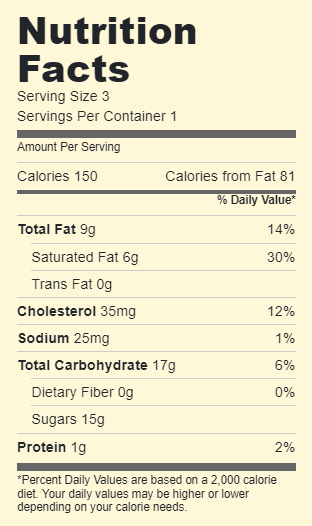 Nutrition
Facts
Serving Size 3
Servings Per Container 1
Amount Per Serving
Calories 150 Calories from Fat 81
% Daily Value*
Total Fat 9g 14%
Saturated Fat 6g 30%
Trans Fat 0g
Cholesterol 35mg 12%
Sodium 25mg 1%
Total Carbohydrate 17g 6%
Dietary Fiber 0g 0%
Sugars 15g
Protein 1g 2%
*Percent Daily Values are based on a 2,000 calorie
diet. Your daily values may be higher or lower
depending on your calorie needs.